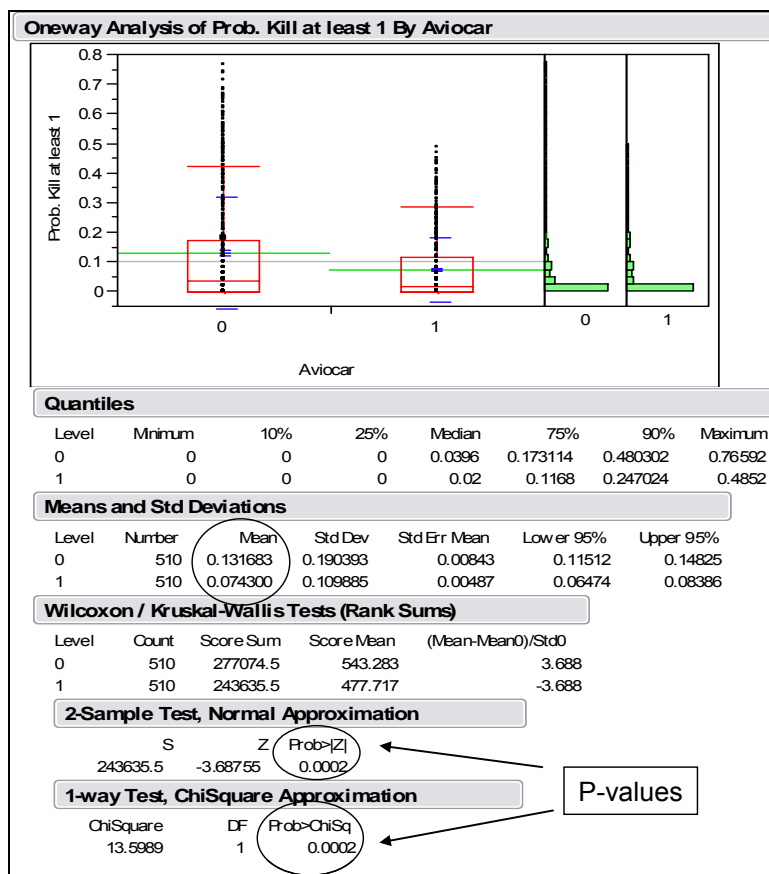 Oneway Analysis of Prob. Kill at least 1 By Aviocar
Prob. Kill at least 1
0.8
0.7
0.6
0.5
0.4
0.3
0.2
0.1
0
0 1 0 1
Aviocar
Quantiles
Level Minimum 10% 25% Median 75% 90% Maximum
0 0 0 0 0.0396 0.173114 0.480302 0.76592
1 0 0 0 0.02 0.1168 0.247024 0.4852
Means and Std Deviations
Level Number Mean Std Dev Std Err Mean Lower 95% Upper 95%
0 510 0.131683 0.190393 0.00843 0.11512 0.14825
1 510 0.074300 0.109885 0.00487 0.06474 0.08386
Wilcoxon / Kruskal-Wallis Tests (Rank Sums)
Level Count Score Sum Score Mean (Mean-Mean0)/Std0
0 510 277074.5 543.283 3.688
1 510 243635.5 477.717 -3.688
2-Sample Test, Normal Approximation
S Z Prob>|Z|
243635.5 -3.68755 0.0002
1-way Test, ChiSquare Approximation
ChiSquare DF Prob>ChiSq
13.5989 1 0.0002
P-values